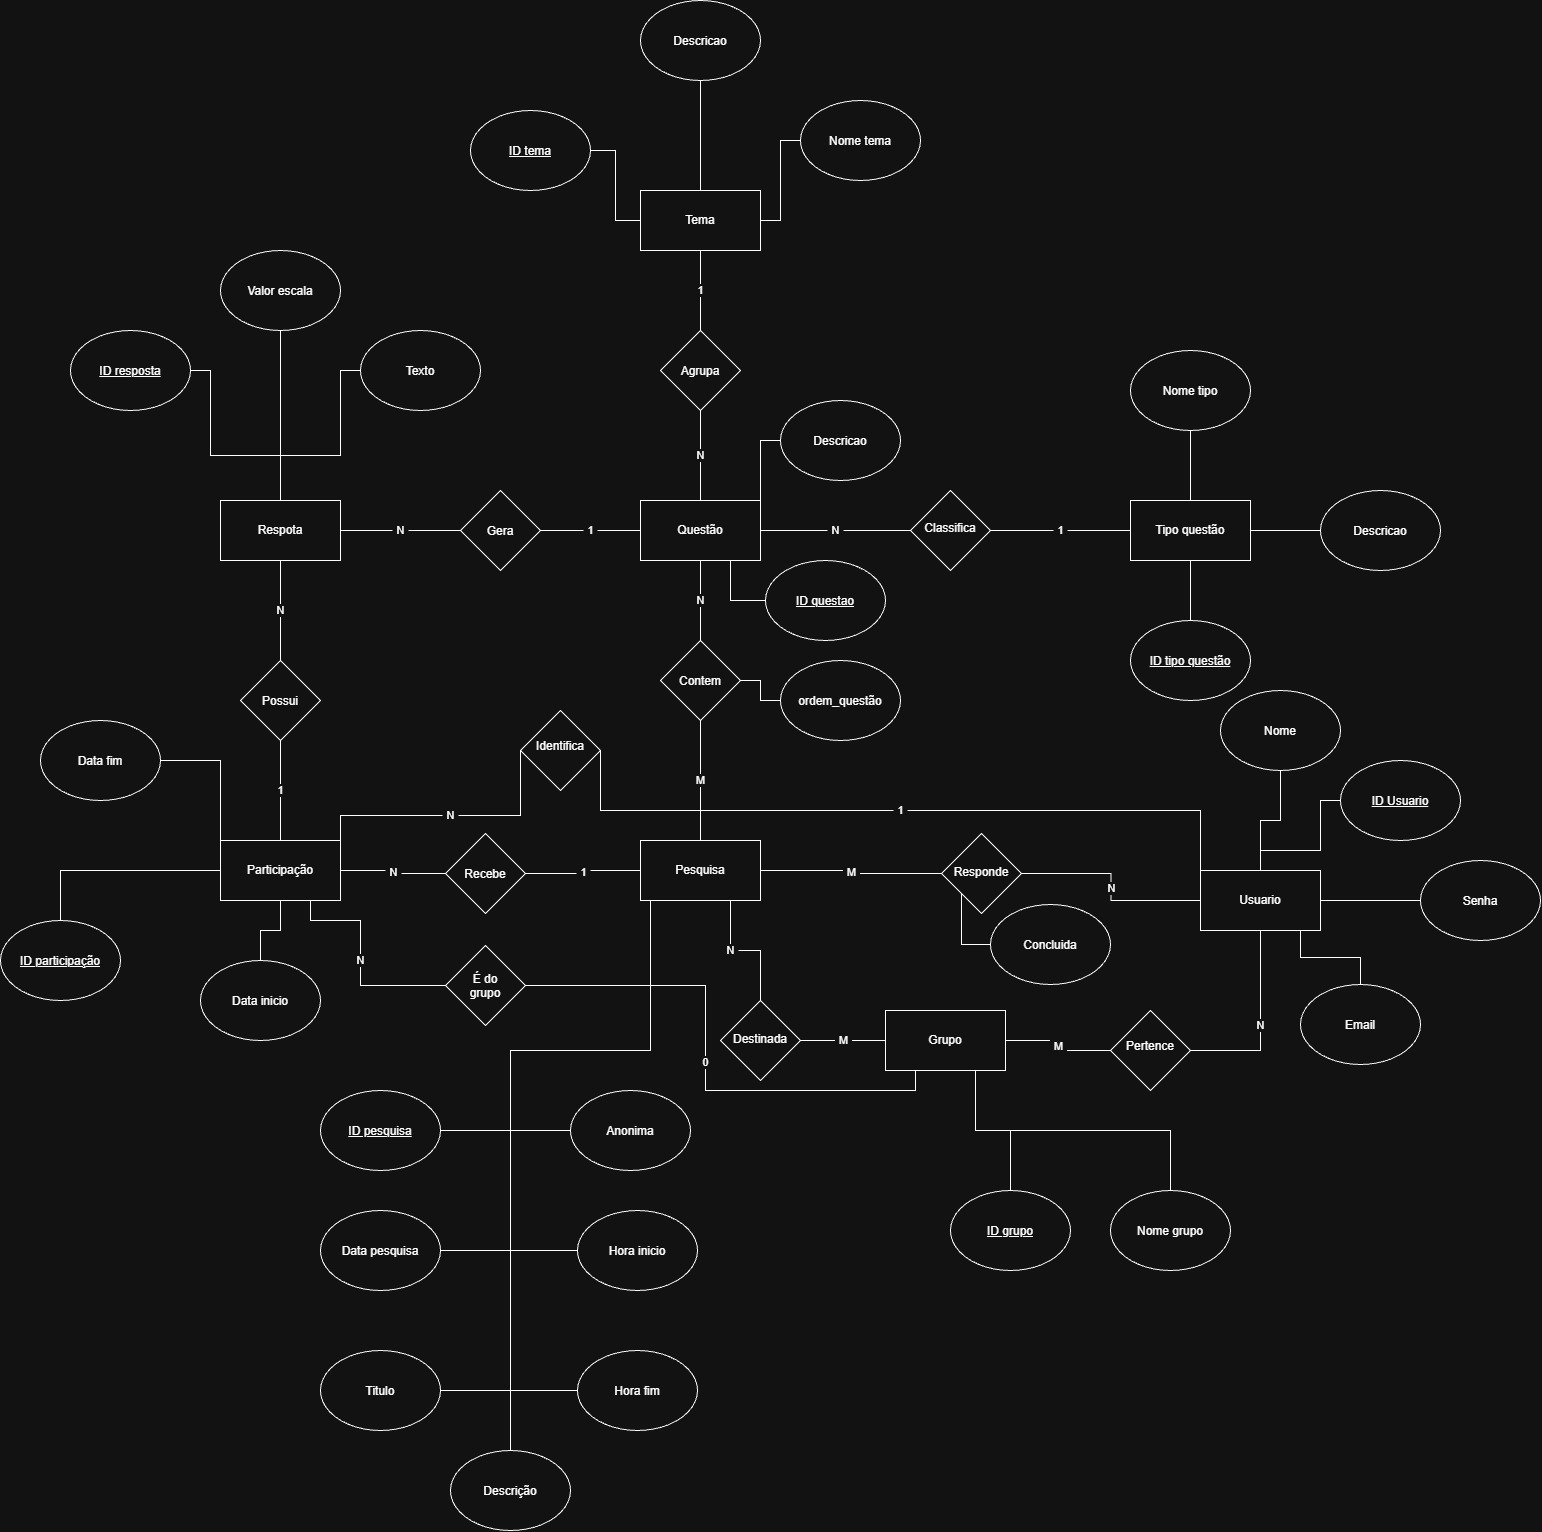 Descricao
Nome tema
ID tema
Tema
Valor escala
1
ID resposta
Texto
Agrupa
Nome tipo
Descricao
N
Respota
N
Gera
1
Questão
N
Classifica
1
Tipo questão
Descricao
N
N
ID questao
ID tipo questão
Possui
Contem
ordem_questão
Nome
Identifica
Data fim
M
1
ID Usuario
N
1
Participação
N
Recebe
1
Pesquisa
M
Responde
N
Usuario
Senha
Concluida
N
N
ID participação
É do
grupo
Data inicio
Destinada
M
Grupo
M
Pertence
N
Email
0
ID pesquisa
Anonima
ID grupo
Nome grupo
Data pesquisa
Hora inicio
Titulo
Hora fim
Descrição